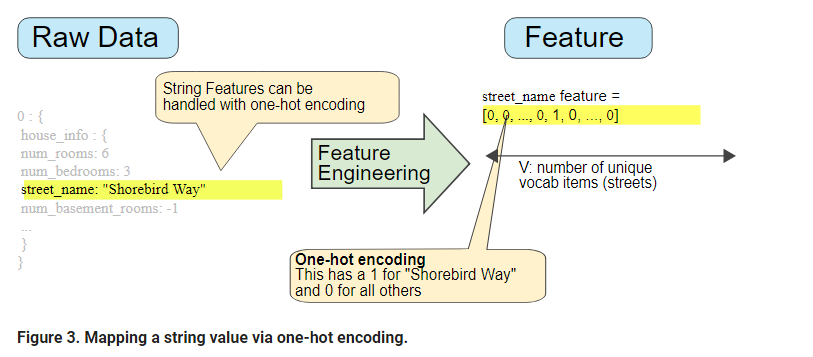 Raw Data
Feature
String Features can be
handled with one-hot encoding
0 : {
house_info : {
num_rooms: 6
num_bedrooms: 3
street_name: "Shorebird Way"
num_basement_rooms: -1
...
}
}
Feature
Engineering
street_name feature =
[0, 0, ..., 0, 1, 0, ..., 0]
V: number of unique
vocab items (streets)
One-hot encoding
This has a 1 for "Shorebird Way"
and 0 for all others
Figure 3. Mapping a string value via one-hot encoding.